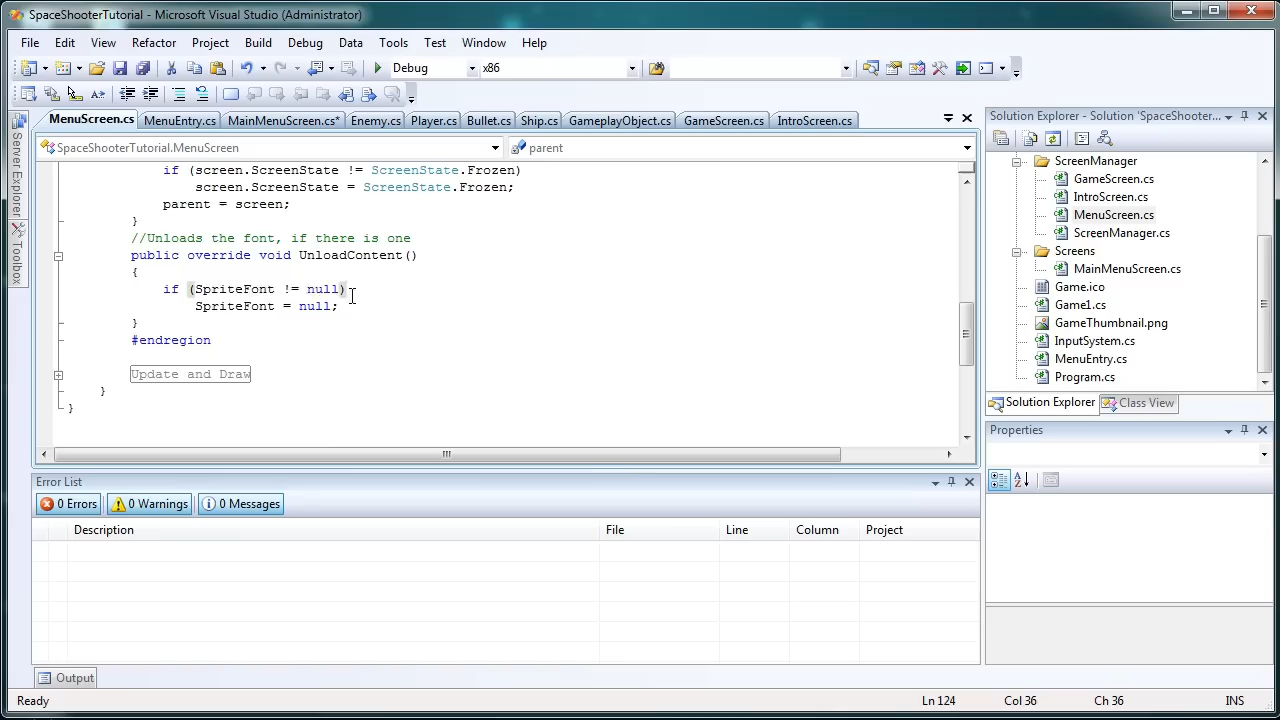 SpaceShooterTutorial - Microsoft Visual Studio (Administrator)
File Edit View Refactor Project Build Debug Data Tools Test Window Help
Debug x86
MenuScreen.cs MenuEntry.cs MainMenuScreen.cs* Enemy.cs Player.cs Bullet.cs Ship.cs GameplayObject.cs GameScreen.cs IntroScreen.cs
SpaceShooterTutorial.MenuScreen parent
if (screen.ScreenState != ScreenState.Frozen)
screen.ScreenState = ScreenState.Frozen;
parent = screen;
}
//Unloads the font, if there is one
public override void UnloadContent()
{
if (SpriteFont != null)
SpriteFont = null;
}
#endregion
Update and Draw
}
}
Server Explorer
Toolbox
Solution Explorer - Solution 'SpaceShooter...
ScreenManager
GameScreen.cs
IntroScreen.cs
MenuScreen.cs
ScreenManager.cs
Screens
MainMenuScreen.cs
Game.ico
Game1.cs
GameThumbnail.png
InputSystem.cs
MenuEntry.cs
Program.cs
Solution Explorer Class View
Properties
Error List
0 Errors 0 Warnings 0 Messages
Description File Line Column Project
Output
Ready Ln 124 Col 36 Ch 36 INS